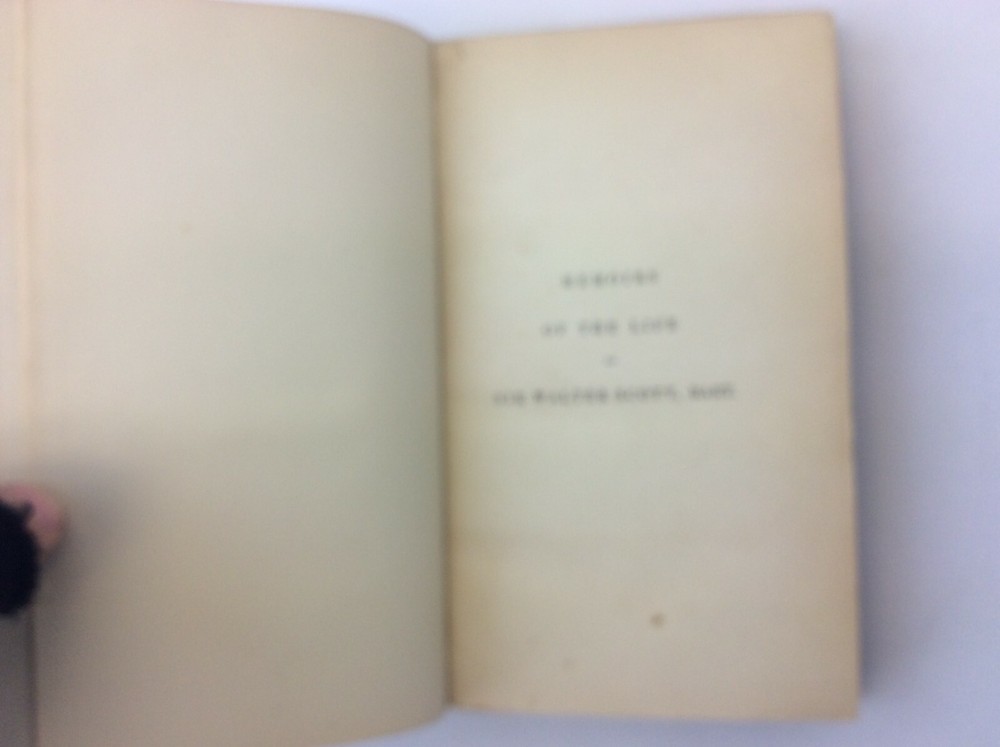 MEMOIRS
OF THE LIFE
OF
SIR WALTER SCOTT, BART.